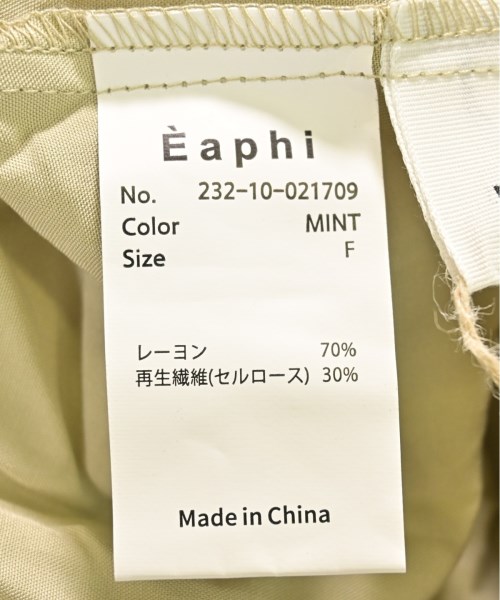 Èaphi
No. 232-10-021709
Color MINT
Size F
レーヨン 70%
再生繊維(セルロース) 30%
Made in China